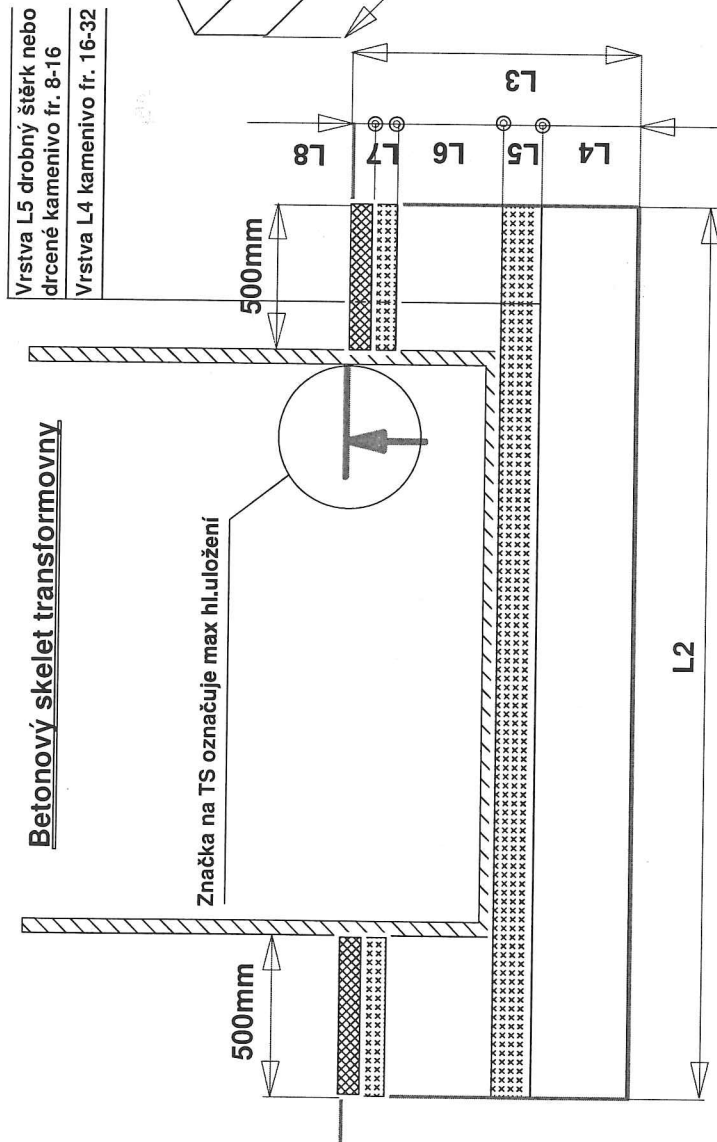 Vrstva L5 drobný štěrk nebo
drcené kamenivo fr. 8-16
Vrstva L4 kamenivo fr. 16-32
Betonový skelet transformovny
Značka na TS označuje max hl.uložení
500mm
500mm
L8
L7
L6
L5
L4
L3
L2